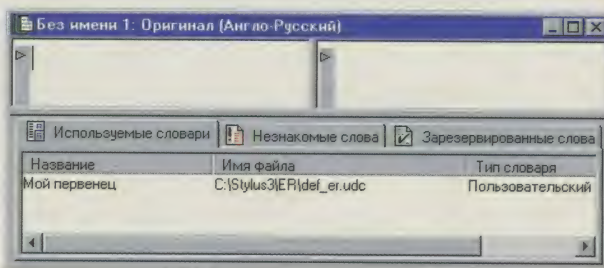 Без имени 1: Оригинал (Англо-Русский)
Используемые словари Незнакомые слова Зарезервированные слова
Название Имя файла Тип словаря
Мой первенец C:\Stylus3\ER\def_er.udc Пользовательский